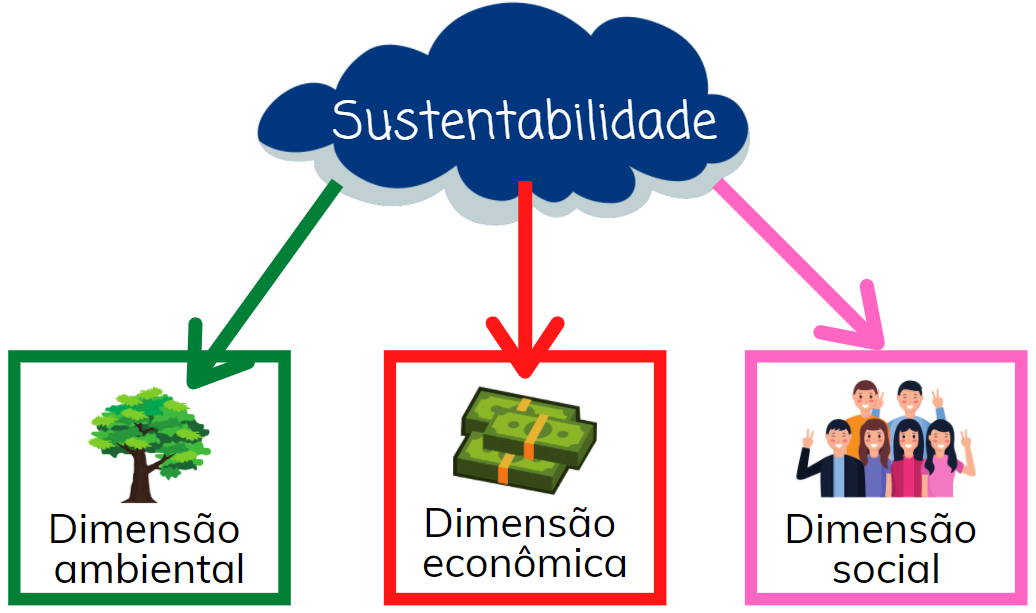 Sustentabilidade
Dimensão
ambiental
Dimensão
econômica
Dimensão
social